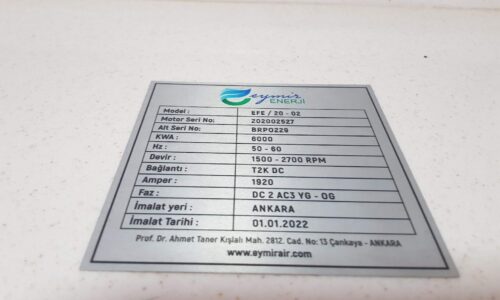 eymir
ENERJİ
Model : EFE / 20 - 02
Motor Seri No: 202002527
Alt Seri No: BRP0229
KWA : 6000
Hz : 50 - 60
Devir : 1500 - 2700 RPM
Bağlantı : T2K DC
Amper : 1920
Faz : DC 2 AC3 YG - OG
İmalat yeri : ANKARA
İmalat Tarihi : 01.01.2022
Prof. Dr. Ahmet Taner Kışlalı Mah. 2812. Cad. No: 13 Çankaya - ANKARA
www.eymirair.com